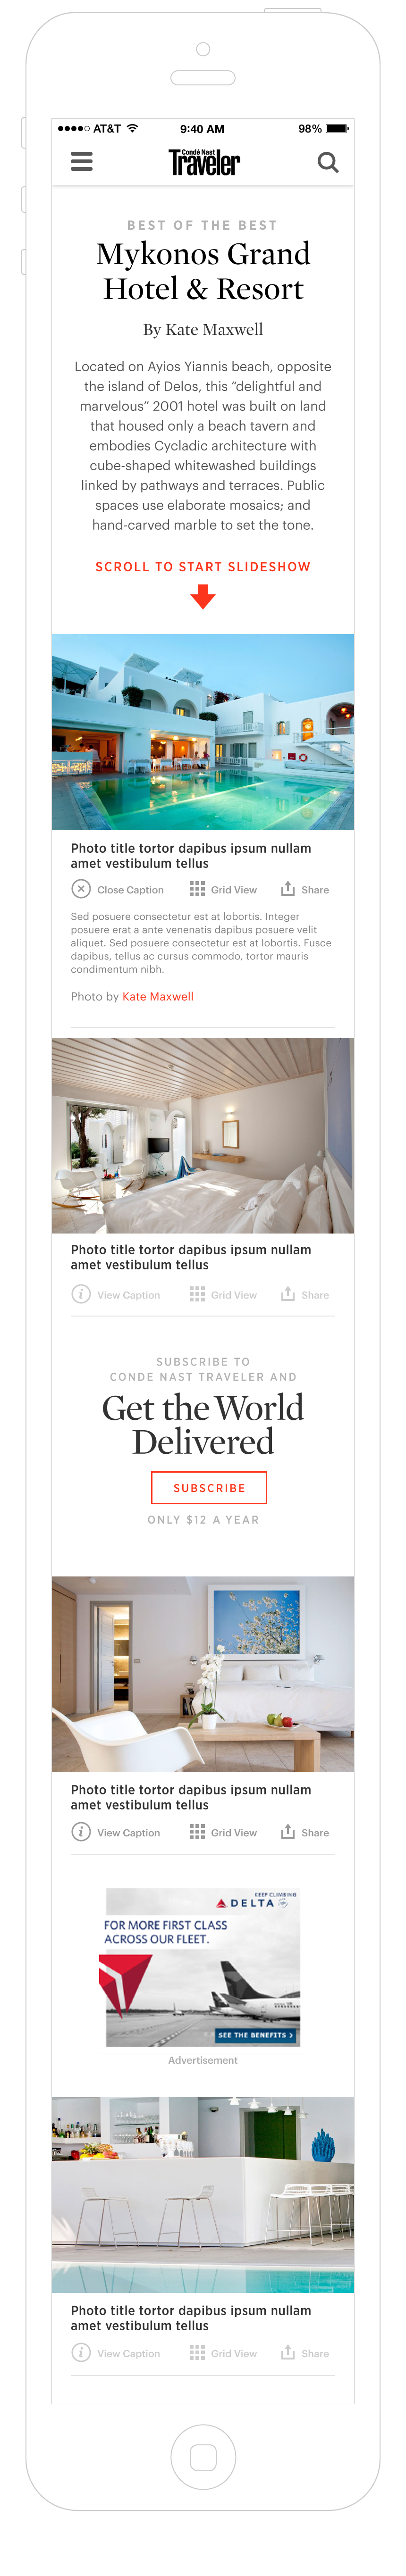 AT&T 9:40 AM 98%
Condé Nast
Traveler
BEST OF THE BEST
Mykonos Grand
Hotel & Resort
By Kate Maxwell
Located on Ayios Yiannis beach, opposite
the island of Delos, this “delightful and
marvelous” 2001 hotel was built on land
that housed only a beach tavern and
embodies Cycladic architecture with
cube-shaped whitewashed buildings
linked by pathways and terraces. Public
spaces use elaborate mosaics; and
hand-carved marble to set the tone.
SCROLL TO START SLIDESHOW
Photo title tortor dapibus ipsum nullam
amet vestibulum tellus
Close Caption Grid View Share
Sed posuere consectetur est at lobortis. Integer
posuere erat a ante venenatis dapibus posuere velit
aliquet. Sed posuere consectetur est at lobortis. Fusce
dapibus, tellus ac cursus commodo, tortor mauris
condimentum nibh.
Photo by Kate Maxwell
Photo title tortor dapibus ipsum nullam
amet vestibulum tellus
View Caption Grid View Share
SUBSCRIBE TO
CONDE NAST TRAVELER AND
Get the World
Delivered
SUBSCRIBE
ONLY $12 A YEAR
Photo title tortor dapibus ipsum nullam
amet vestibulum tellus
View Caption Grid View Share
KEEP CLIMBING
DELTA
FOR MORE FIRST CLASS
ACROSS OUR FLEET.
SEE THE BENEFITS >
Advertisement
Photo title tortor dapibus ipsum nullam
amet vestibulum tellus
View Caption Grid View Share